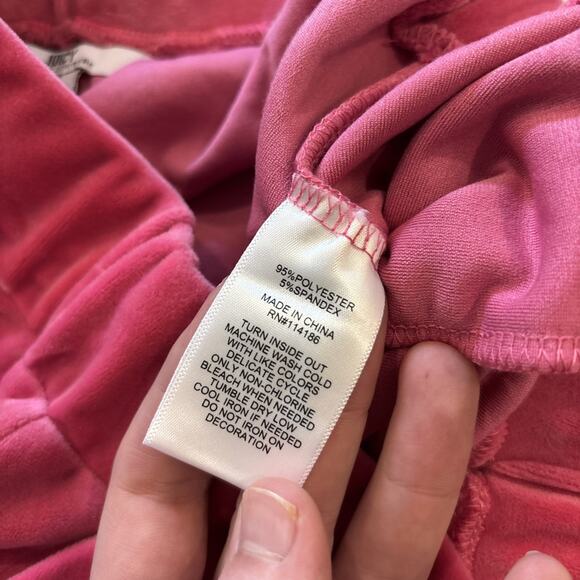 JUICY
95%POLYESTER
5%SPANDEX
MADE IN CHINA
RN#114186
TURN INSIDE OUT
MACHINE WASH COLD
WITH LIKE COLORS
DELICATE CYCLE
ONLY NON-CHLORINE
BLEACH WHEN NEEDED
TUMBLE DRY LOW
COOL IRON IF NEEDED
DO NOT IRON ON
DECORATION